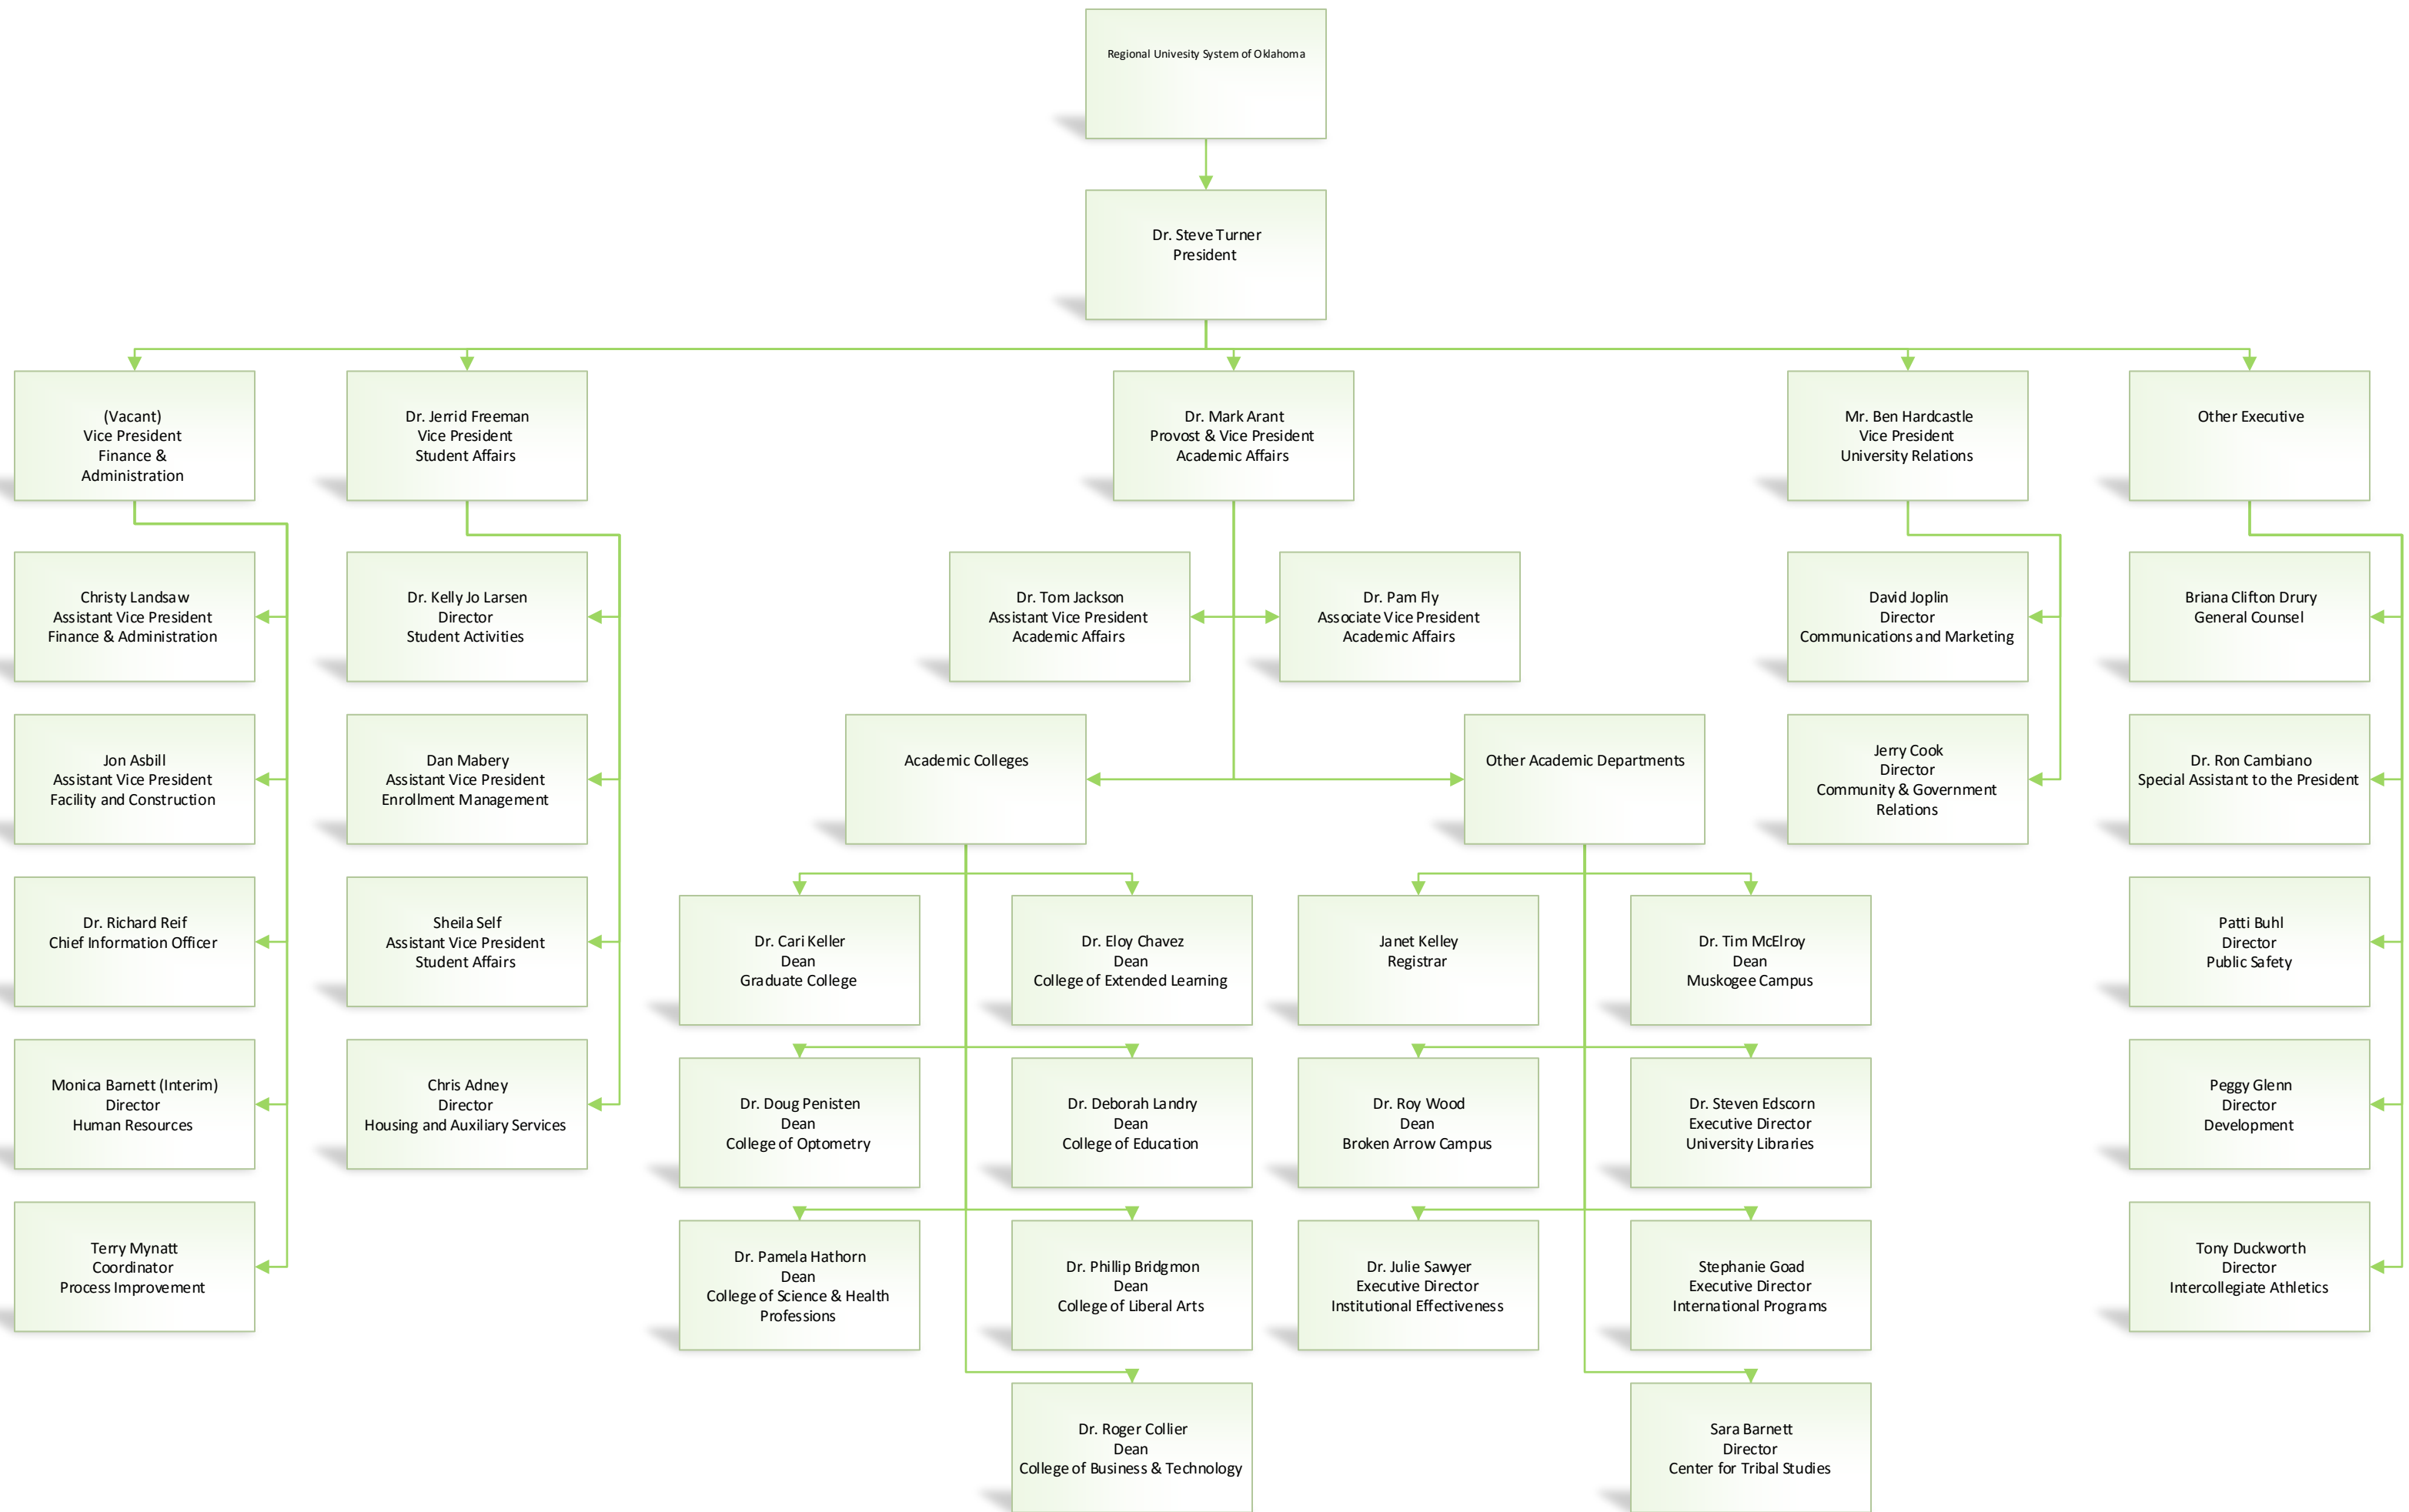 Regional Univesity System of Oklahoma
Dr. Steve Turner
President
(Vacant)
Vice President
Finance &
Administration
Dr. Jerrid Freeman
Vice President
Student Affairs
Dr. Mark Arant
Provost & Vice President
Academic Affairs
Mr. Ben Hardcastle
Vice President
University Relations
Other Executive
Christy Landsaw
Assistant Vice President
Finance & Administration
Dr. Kelly Jo Larsen
Director
Student Activities
Dr. Tom Jackson
Assistant Vice President
Academic Affairs
Dr. Pam Fly
Associate Vice President
Academic Affairs
David Joplin
Director
Communications and Marketing
Briana Clifton Drury
General Counsel
Jon Asbill
Assistant Vice President
Facility and Construction
Dan Mabery
Assistant Vice President
Enrollment Management
Academic Colleges
Other Academic Departments
Jerry Cook
Director
Community & Government
Relations
Dr. Ron Cambiano
Special Assistant to the President
Dr. Richard Reif
Chief Information Officer
Sheila Self
Assistant Vice President
Student Affairs
Dr. Cari Keller
Dean
Graduate College
Dr. Eloy Chavez
Dean
College of Extended Learning
Janet Kelley
Registrar
Dr. Tim McElroy
Dean
Muskogee Campus
Patti Buhl
Director
Public Safety
Monica Barnett (Interim)
Director
Human Resources
Chris Adney
Director
Housing and Auxiliary Services
Dr. Doug Penisten
Dean
College of Optometry
Dr. Deborah Landry
Dean
College of Education
Dr. Roy Wood
Dean
Broken Arrow Campus
Dr. Steven Edscorn
Executive Director
University Libraries
Peggy Glenn
Director
Development
Terry Mynatt
Coordinator
Process Improvement
Dr. Pamela Hathorn
Dean
College of Science & Health
Professions
Dr. Phillip Bridgmon
Dean
College of Liberal Arts
Dr. Julie Sawyer
Executive Director
Institutional Effectiveness
Stephanie Goad
Executive Director
International Programs
Tony Duckworth
Director
Intercollegiate Athletics
Dr. Roger Collier
Dean
College of Business & Technology
Sara Barnett
Director
Center for Tribal Studies